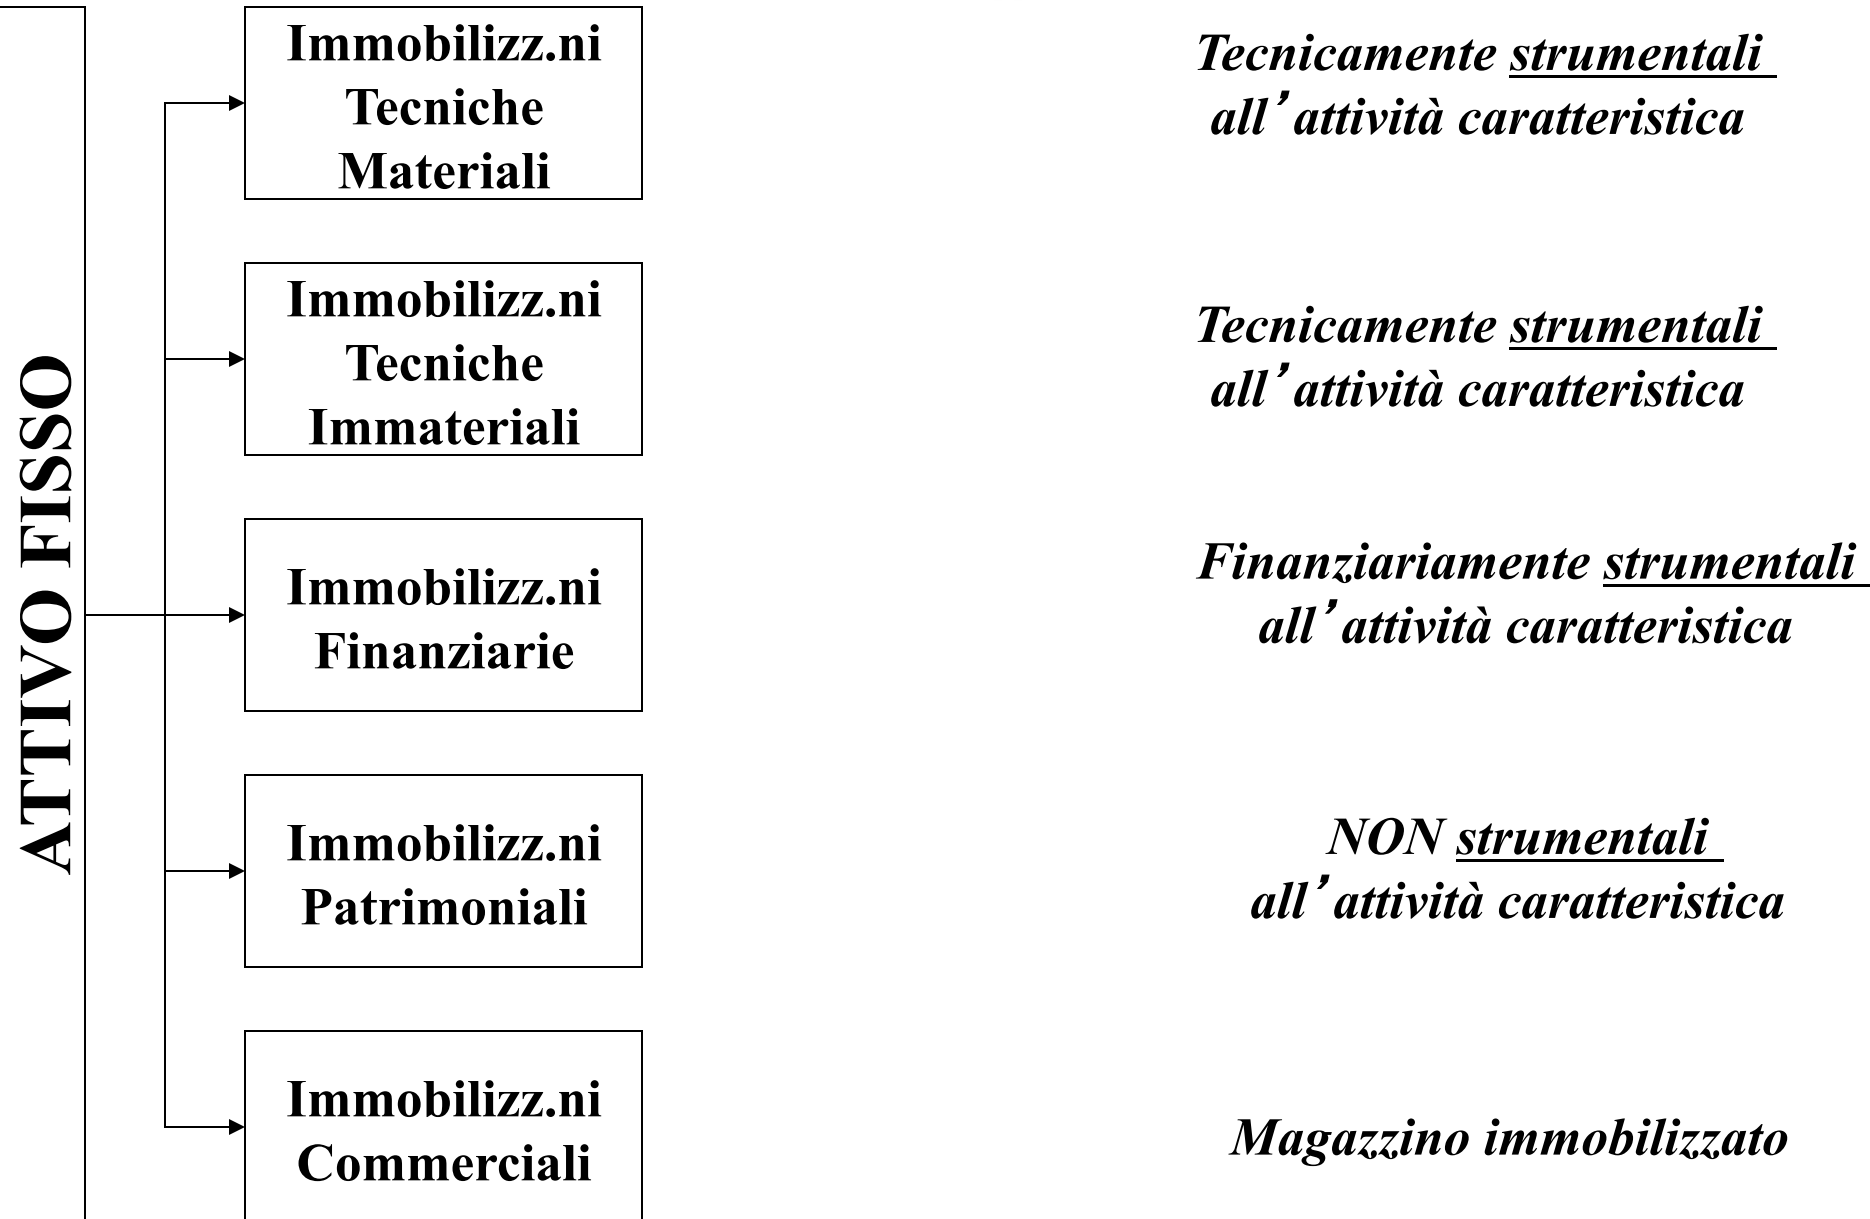 ATTIVO FISSO
Immobilizz.ni
Tecniche
Materiali
Tecnicamente strumentali
all’attività caratteristica
Immobilizz.ni
Tecniche
Immateriali
Tecnicamente strumentali
all’attività caratteristica
Immobilizz.ni
Finanziarie
Finanziariamente strumentali
all’attività caratteristica
Immobilizz.ni
Patrimoniali
NON strumentali
all’attività caratteristica
Immobilizz.ni
Commerciali
Magazzino immobilizzato